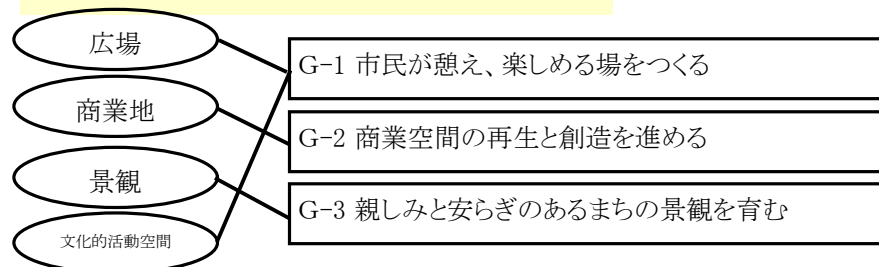 広場
G-1 市民が憩え、楽しめる場をつくる
商業地
G-2 商業空間の再生と創造を進める
景観
G-3 親しみと安らぎのあるまちの景観を育む
文化的活動空間